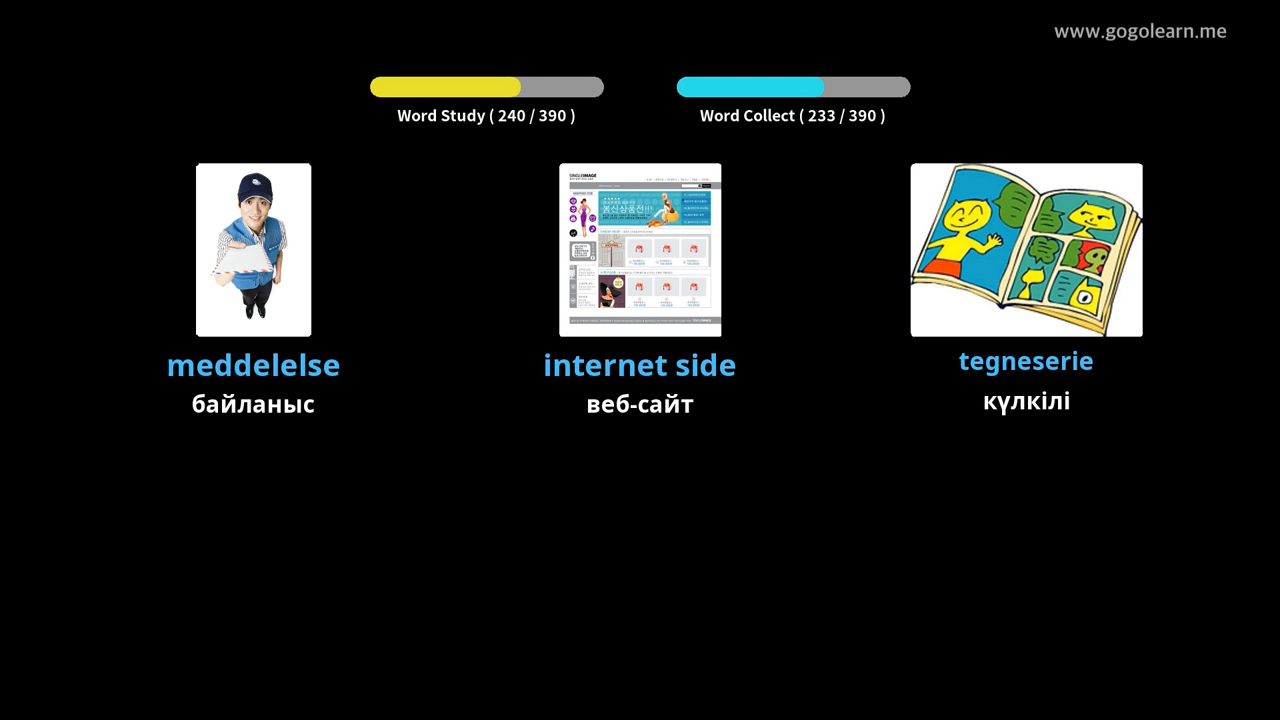 www.gogolearn.me
Word Study ( 240 / 390 )
Word Collect ( 233 / 390 )
meddelelse
internet side
tegneserie
байланыс
веб-сайт
күлкілі